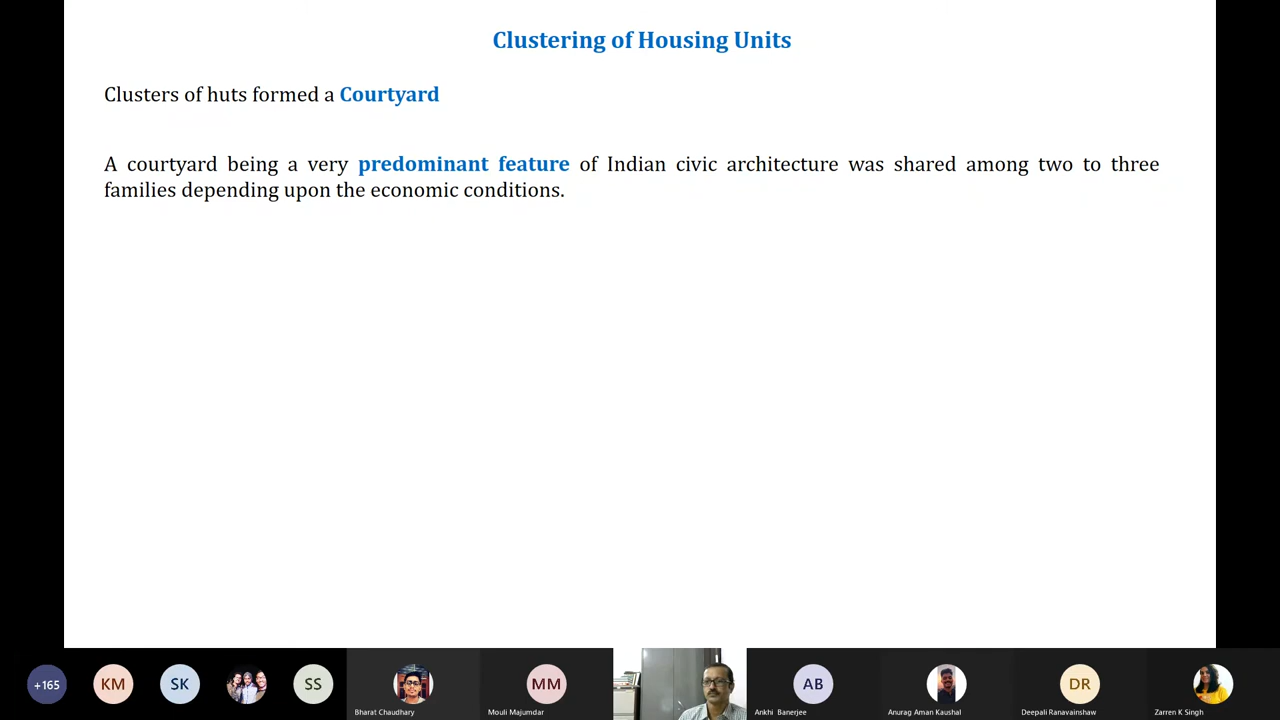 Clustering of Housing Units
Clusters of huts formed a Courtyard
A courtyard being a very predominant feature of Indian civic architecture was shared among two to three
families depending upon the economic conditions.
+165
KM
SK
SS
Bharat Chaudhary
MM
Mouli Majumdar
AB
Ankhi Banerjee
Anurag Aman Kaushal
DR
Deepali Ranavainshaw
Zarren K Singh